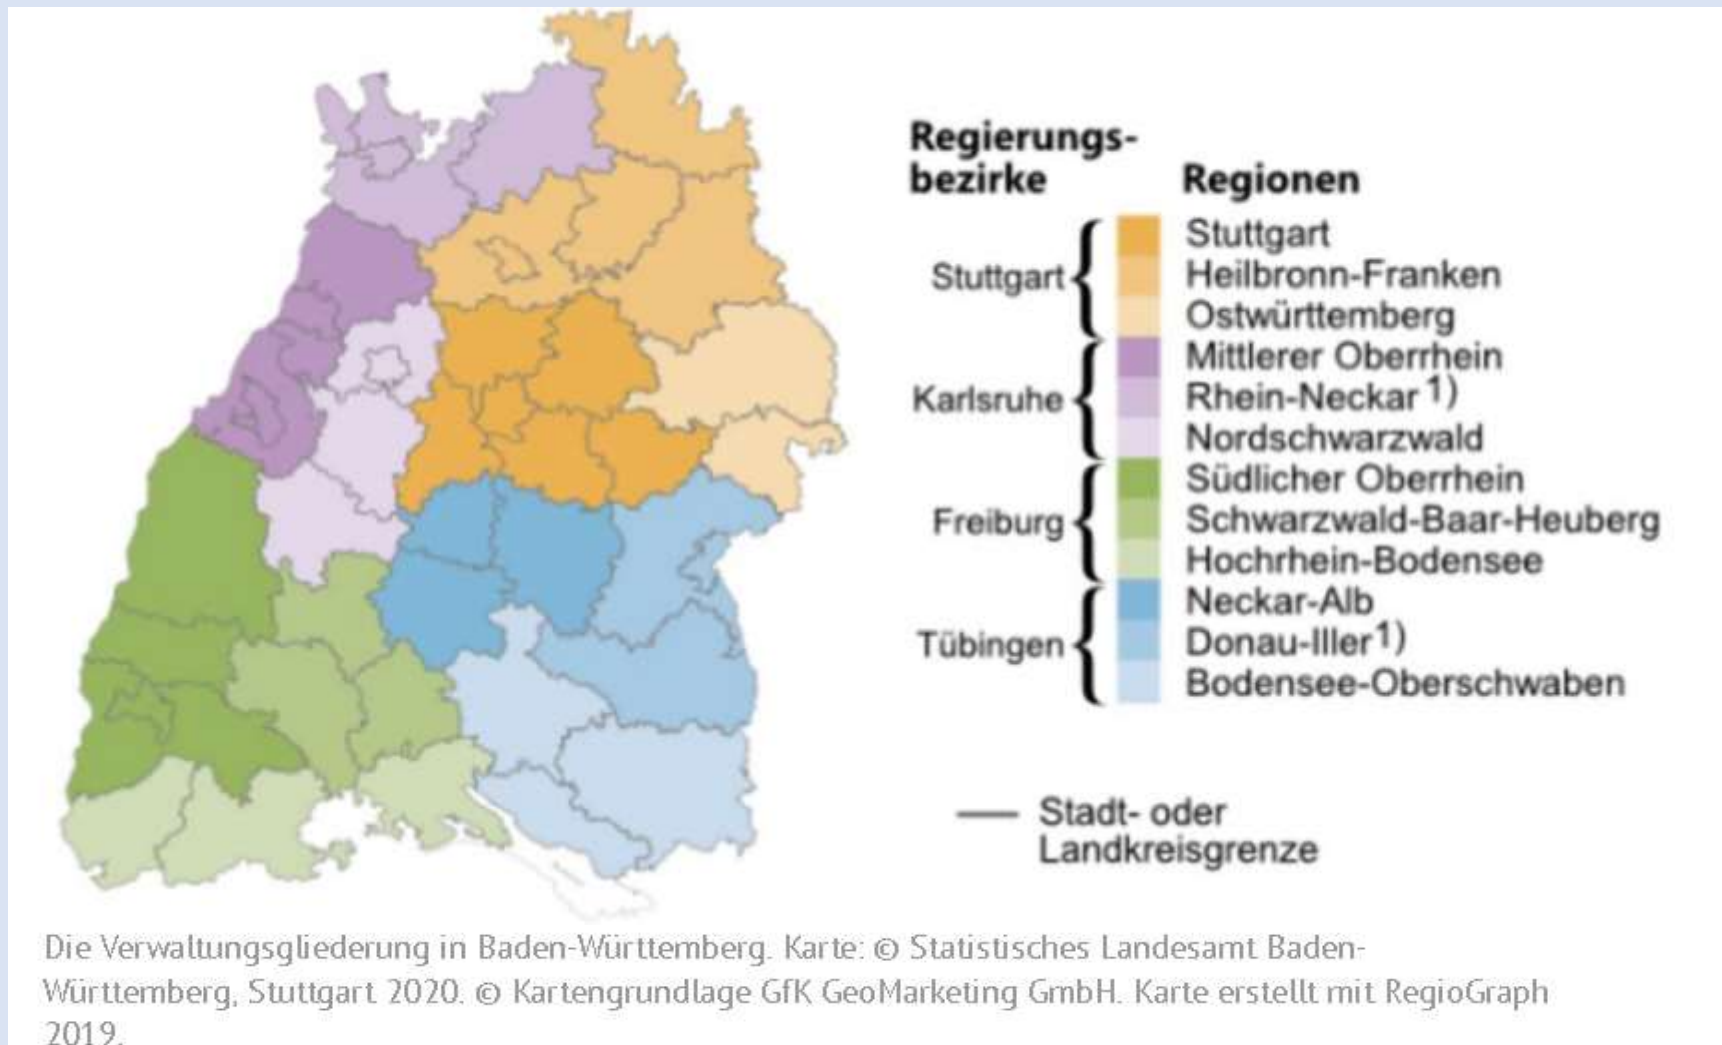 Regierungs-
bezirke
Regionen
Stuttgart
Stuttgart
Heilbronn-Franken
Ostwürttemberg
Karlsruhe
Mittlerer Oberrhein
Rhein-Neckar 1)
Nordschwarzwald
Freiburg
Südlicher Oberrhein
Schwarzwald-Baar-Heuberg
Hochrhein-Bodensee
Tübingen
Neckar-Alb
Donau-Iller 1)
Bodensee-Oberschwaben
Stadt- oder
Landkreisgrenze
Die Verwaltungsgliederung in Baden-Württemberg. Karte: © Statistisches Landesamt Baden-
Württemberg, Stuttgart 2020. © Kartengrundlage GfK GeoMarketing GmbH. Karte erstellt mit RegioGraph
2019.